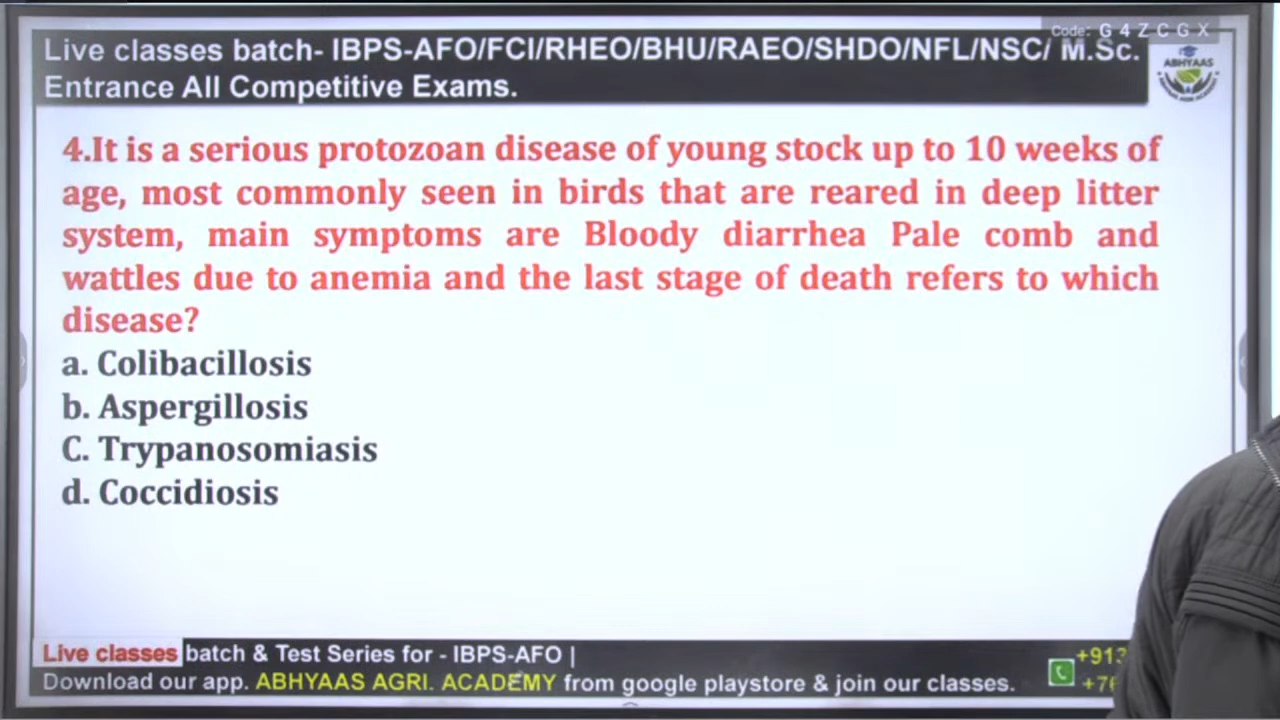 Code: G 4 Z C G X
Live classes batch- IBPS-AFO/FCI/RHEO/BHU/RAEO/SHDO/NFL/NSC/ M.Sc.
Entrance All Competitive Exams.
ABHYAAS
4.It is a serious protozoan disease of young stock up to 10 weeks of
age, most commonly seen in birds that are reared in deep litter
system, main symptoms are Bloody diarrhea Pale comb and
wattles due to anemia and the last stage of death refers to which
disease?
a. Colibacillosis
b. Aspergillosis
C. Trypanosomiasis
d. Coccidiosis
Live classes batch & Test Series for - IBPS-AFO |
+913
Download our app. ABHYAAS AGRI. ACADEMY from google playstore & join our classes.
+76